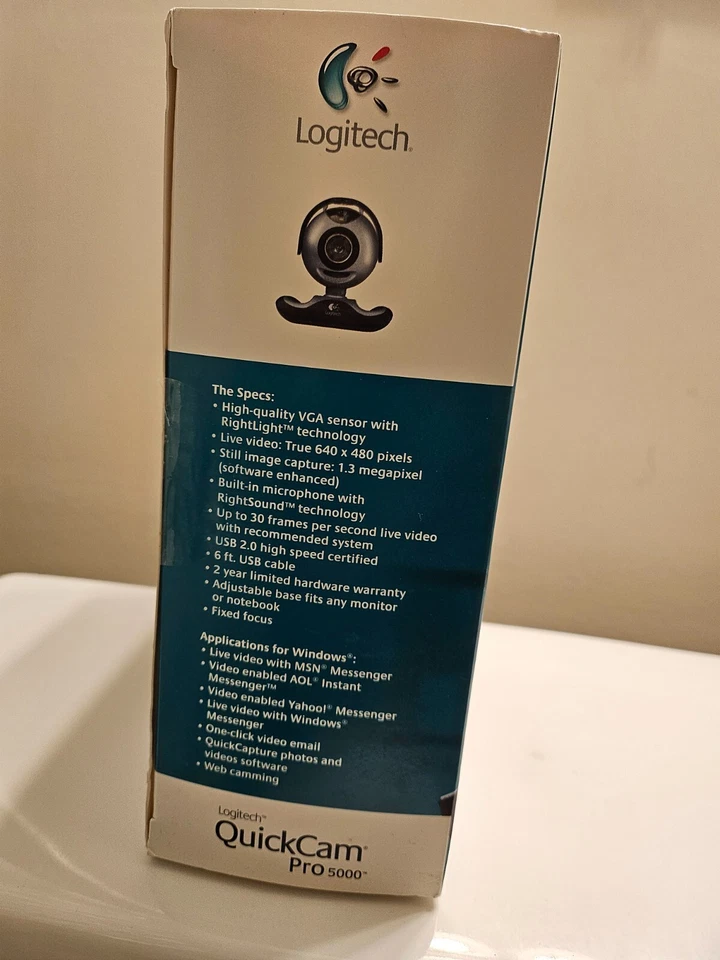 Logitech®
The Specs:
• High-quality VGA sensor with
RightLight™ technology
• Live video: True 640 x 480 pixels
• Still image capture: 1.3 megapixel
(software enhanced)
• Built-in microphone with
RightSound™ technology
• Up to 30 frames per second live video
with recommended system
• USB 2.0 high speed certified
• 6 ft. USB cable
• 2 year limited hardware warranty
• Adjustable base fits any monitor
or notebook
• Fixed focus
Applications for Windows®:
• Live video with MSN® Messenger
• Video enabled AOL® Instant
Messenger™
• Video enabled Yahoo!® Messenger
• Live video with Windows®
Messenger
• One-click video email
• QuickCapture photos and
videos software
• Web camming
Logitech™
QuickCam®
Pro 5000™